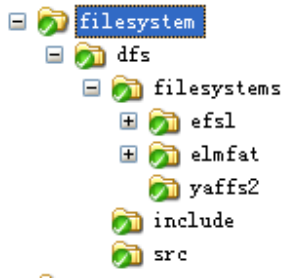 filesystem
dfs
filesystems
efsl
elmfat
yaffs2
include
src